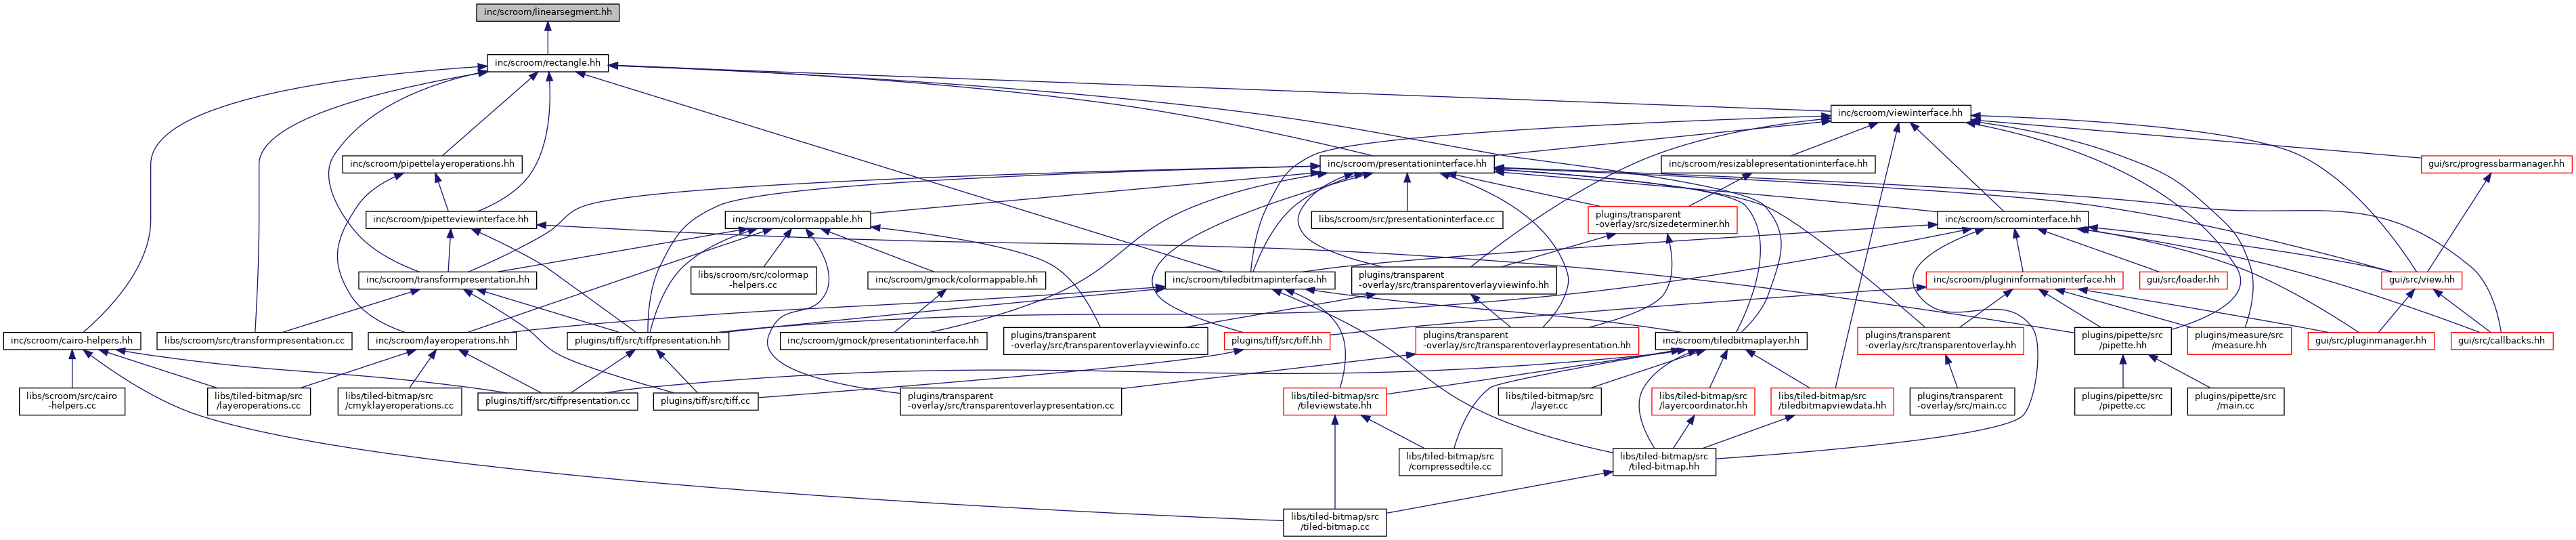 inc/scroom/linearsegment.hh
inc/scroom/rectangle.hh
inc/scroom/viewinterface.hh
inc/scroom/pipettelayeroperations.hh
inc/scroom/presentationinterface.hh
inc/scroom/resizablepresentationinterface.hh
gui/src/progressbarmanager.hh
inc/scroom/pipetteviewinterface.hh
inc/scroom/colormappable.hh
libs/scroom/src/presentationinterface.cc
plugins/transparent
-overlay/src/sizedeterminer.hh
inc/scroom/scroominterface.hh
inc/scroom/transformpresentation.hh
libs/scroom/src/colormap
-helpers.cc
inc/scroom/gmock/colormappable.hh
inc/scroom/tiledbitmapinterface.hh
plugins/transparent
-overlay/src/transparentoverlayviewinfo.hh
inc/scroom/plugininformationinterface.hh
gui/src/loader.hh
gui/src/view.hh
inc/scroom/cairo-helpers.hh
libs/scroom/src/transformpresentation.cc
inc/scroom/layeroperations.hh
plugins/tiff/src/tiffpresentation.hh
inc/scroom/gmock/presentationinterface.hh
plugins/transparent
-overlay/src/transparentoverlayviewinfo.cc
plugins/tiff/src/tiff.hh
plugins/transparent
-overlay/src/transparentoverlaypresentation.hh
inc/scroom/tiledbitmaplayer.hh
plugins/transparent
-overlay/src/transparentoverlay.hh
plugins/pipette/src
/pipette.hh
plugins/measure/src
/measure.hh
gui/src/pluginmanager.hh
gui/src/callbacks.hh
libs/scroom/src/cairo
-helpers.cc
libs/tiled-bitmap/src
/layeroperations.cc
libs/tiled-bitmap/src
/cmyklayeroperations.cc
plugins/tiff/src/tiffpresentation.cc
plugins/tiff/src/tiff.cc
plugins/transparent
-overlay/src/transparentoverlaypresentation.cc
libs/tiled-bitmap/src
/tileviewstate.hh
libs/tiled-bitmap/src
/layer.cc
libs/tiled-bitmap/src
/layercoordinator.hh
libs/tiled-bitmap/src
/tiledbitmapviewdata.hh
plugins/transparent
-overlay/src/main.cc
plugins/pipette/src
/pipette.cc
plugins/pipette/src
/main.cc
libs/tiled-bitmap/src
/compressedtile.cc
libs/tiled-bitmap/src
/tiled-bitmap.hh
libs/tiled-bitmap/src
/tiled-bitmap.cc